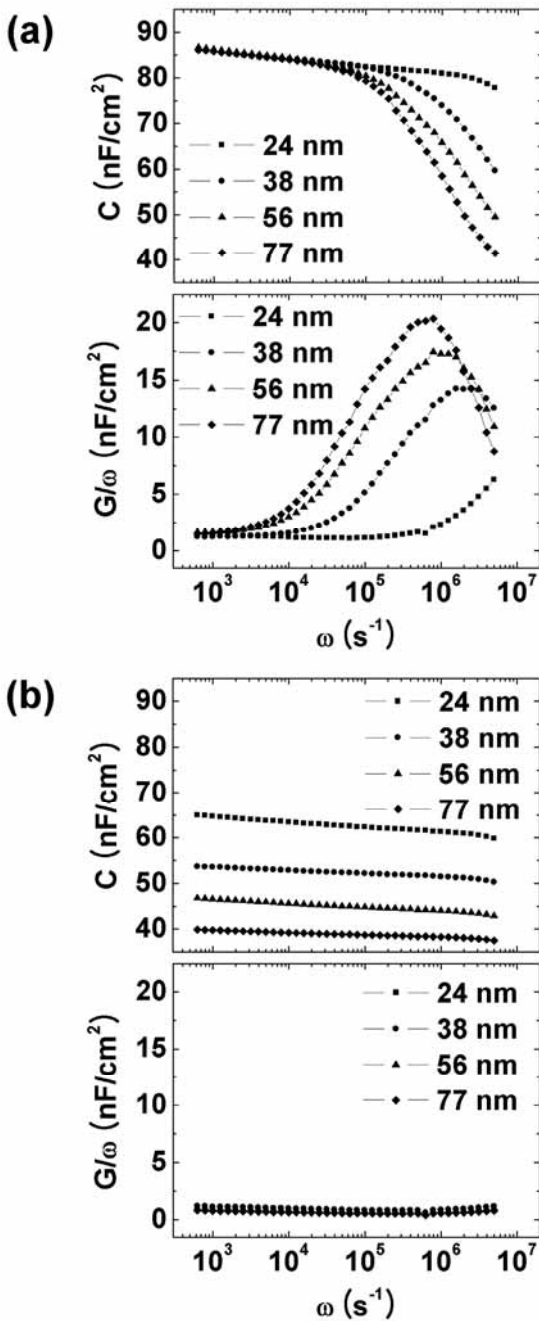 (a)
C (nF/cm²)
90
80
70
60
50
40
24 nm
38 nm
56 nm
77 nm
G/ω (nF/cm²)
20
15
10
5
0
24 nm
38 nm
56 nm
77 nm
10³ 10⁴ 10⁵ 10⁶ 10⁷
ω (s⁻¹)
(b)
C (nF/cm²)
90
80
70
60
50
40
24 nm
38 nm
56 nm
77 nm
G/ω (nF/cm²)
20
15
10
5
0
24 nm
38 nm
56 nm
77 nm
10³ 10⁴ 10⁵ 10⁶ 10⁷
ω (s⁻¹)